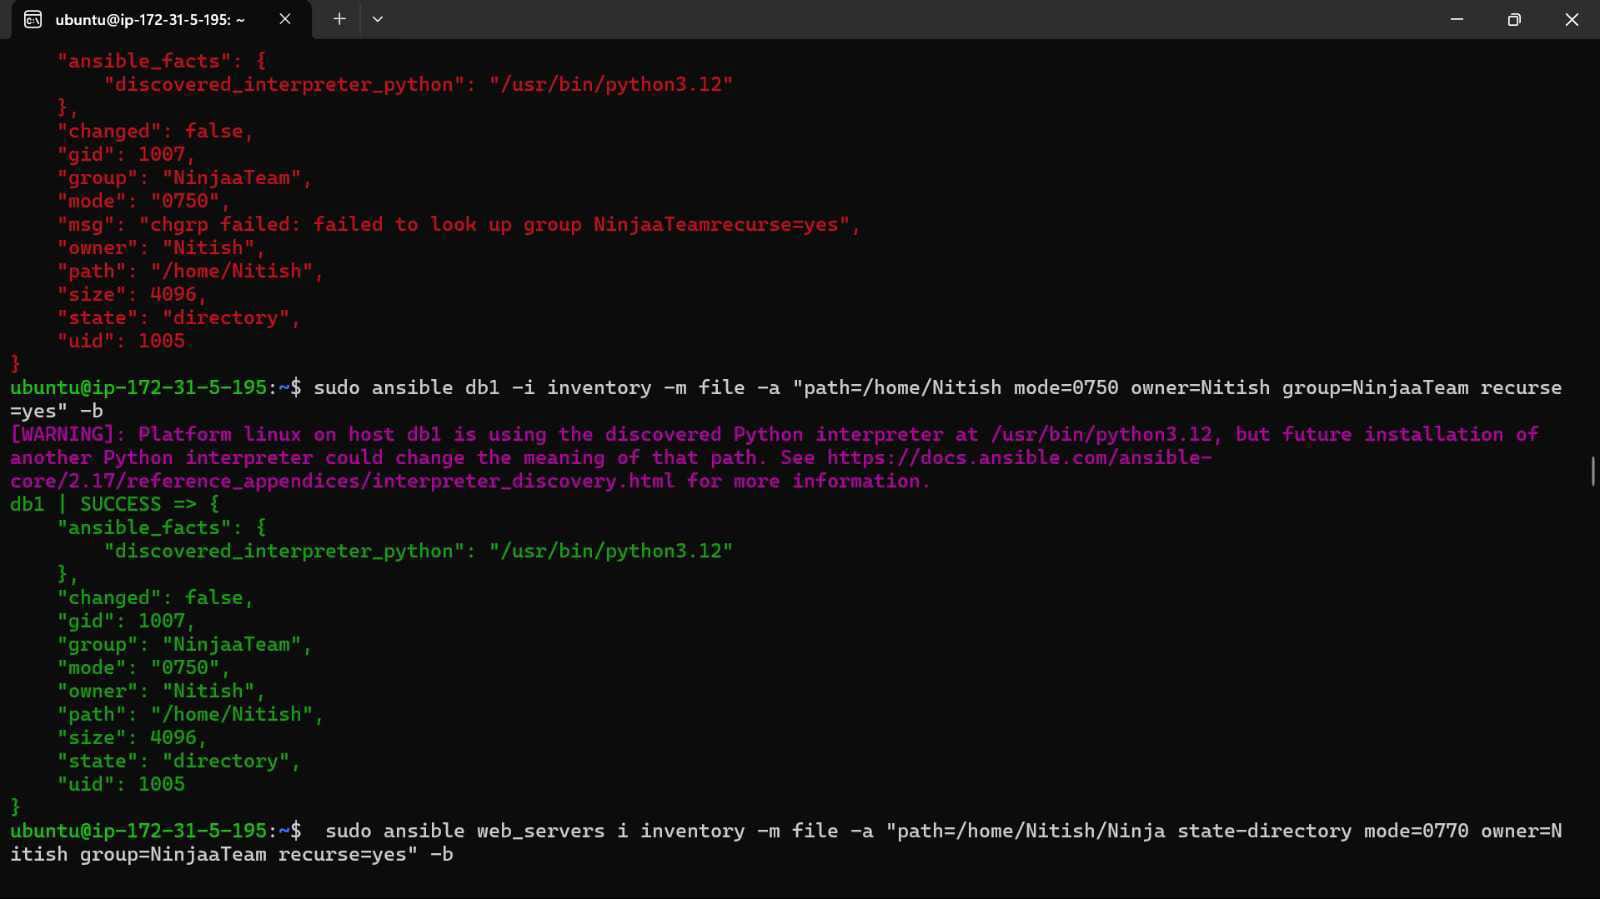 ubuntu@ip-172-31-5-195: ~
"ansible_facts": {
"discovered_interpreter_python": "/usr/bin/python3.12"
},
"changed": false,
"gid": 1007,
"group": "NinjaaTeam",
"mode": "0750",
"msg": "chgrp failed: failed to look up group NinjaaTeamrecurse=yes",
"owner": "Nitish",
"path": "/home/Nitish",
"size": 4096,
"state": "directory",
"uid": 1005
}
ubuntu@ip-172-31-5-195:~$ sudo ansible db1 -i inventory -m file -a "path=/home/Nitish mode=0750 owner=Nitish group=NinjaaTeam recurse
=yes" -b
[WARNING]: Platform linux on host db1 is using the discovered Python interpreter at /usr/bin/python3.12, but future installation of
another Python interpreter could change the meaning of that path. See https://docs.ansible.com/ansible-
core/2.17/reference_appendices/interpreter_discovery.html for more information.
db1 | SUCCESS => {
"ansible_facts": {
"discovered_interpreter_python": "/usr/bin/python3.12"
},
"changed": false,
"gid": 1007,
"group": "NinjaaTeam",
"mode": "0750",
"owner": "Nitish",
"path": "/home/Nitish",
"size": 4096,
"state": "directory",
"uid": 1005
}
ubuntu@ip-172-31-5-195:~$  sudo ansible web_servers i inventory -m file -a "path=/home/Nitish/Ninja state-directory mode=0770 owner=N
itish group=NinjaaTeam recurse=yes" -b